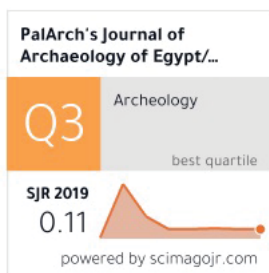 PalArch's Journal of
Archaeology of Egypt/...
Q3
Archeology
best quartile
SJR 2019
0.11
powered by scimagojr.com